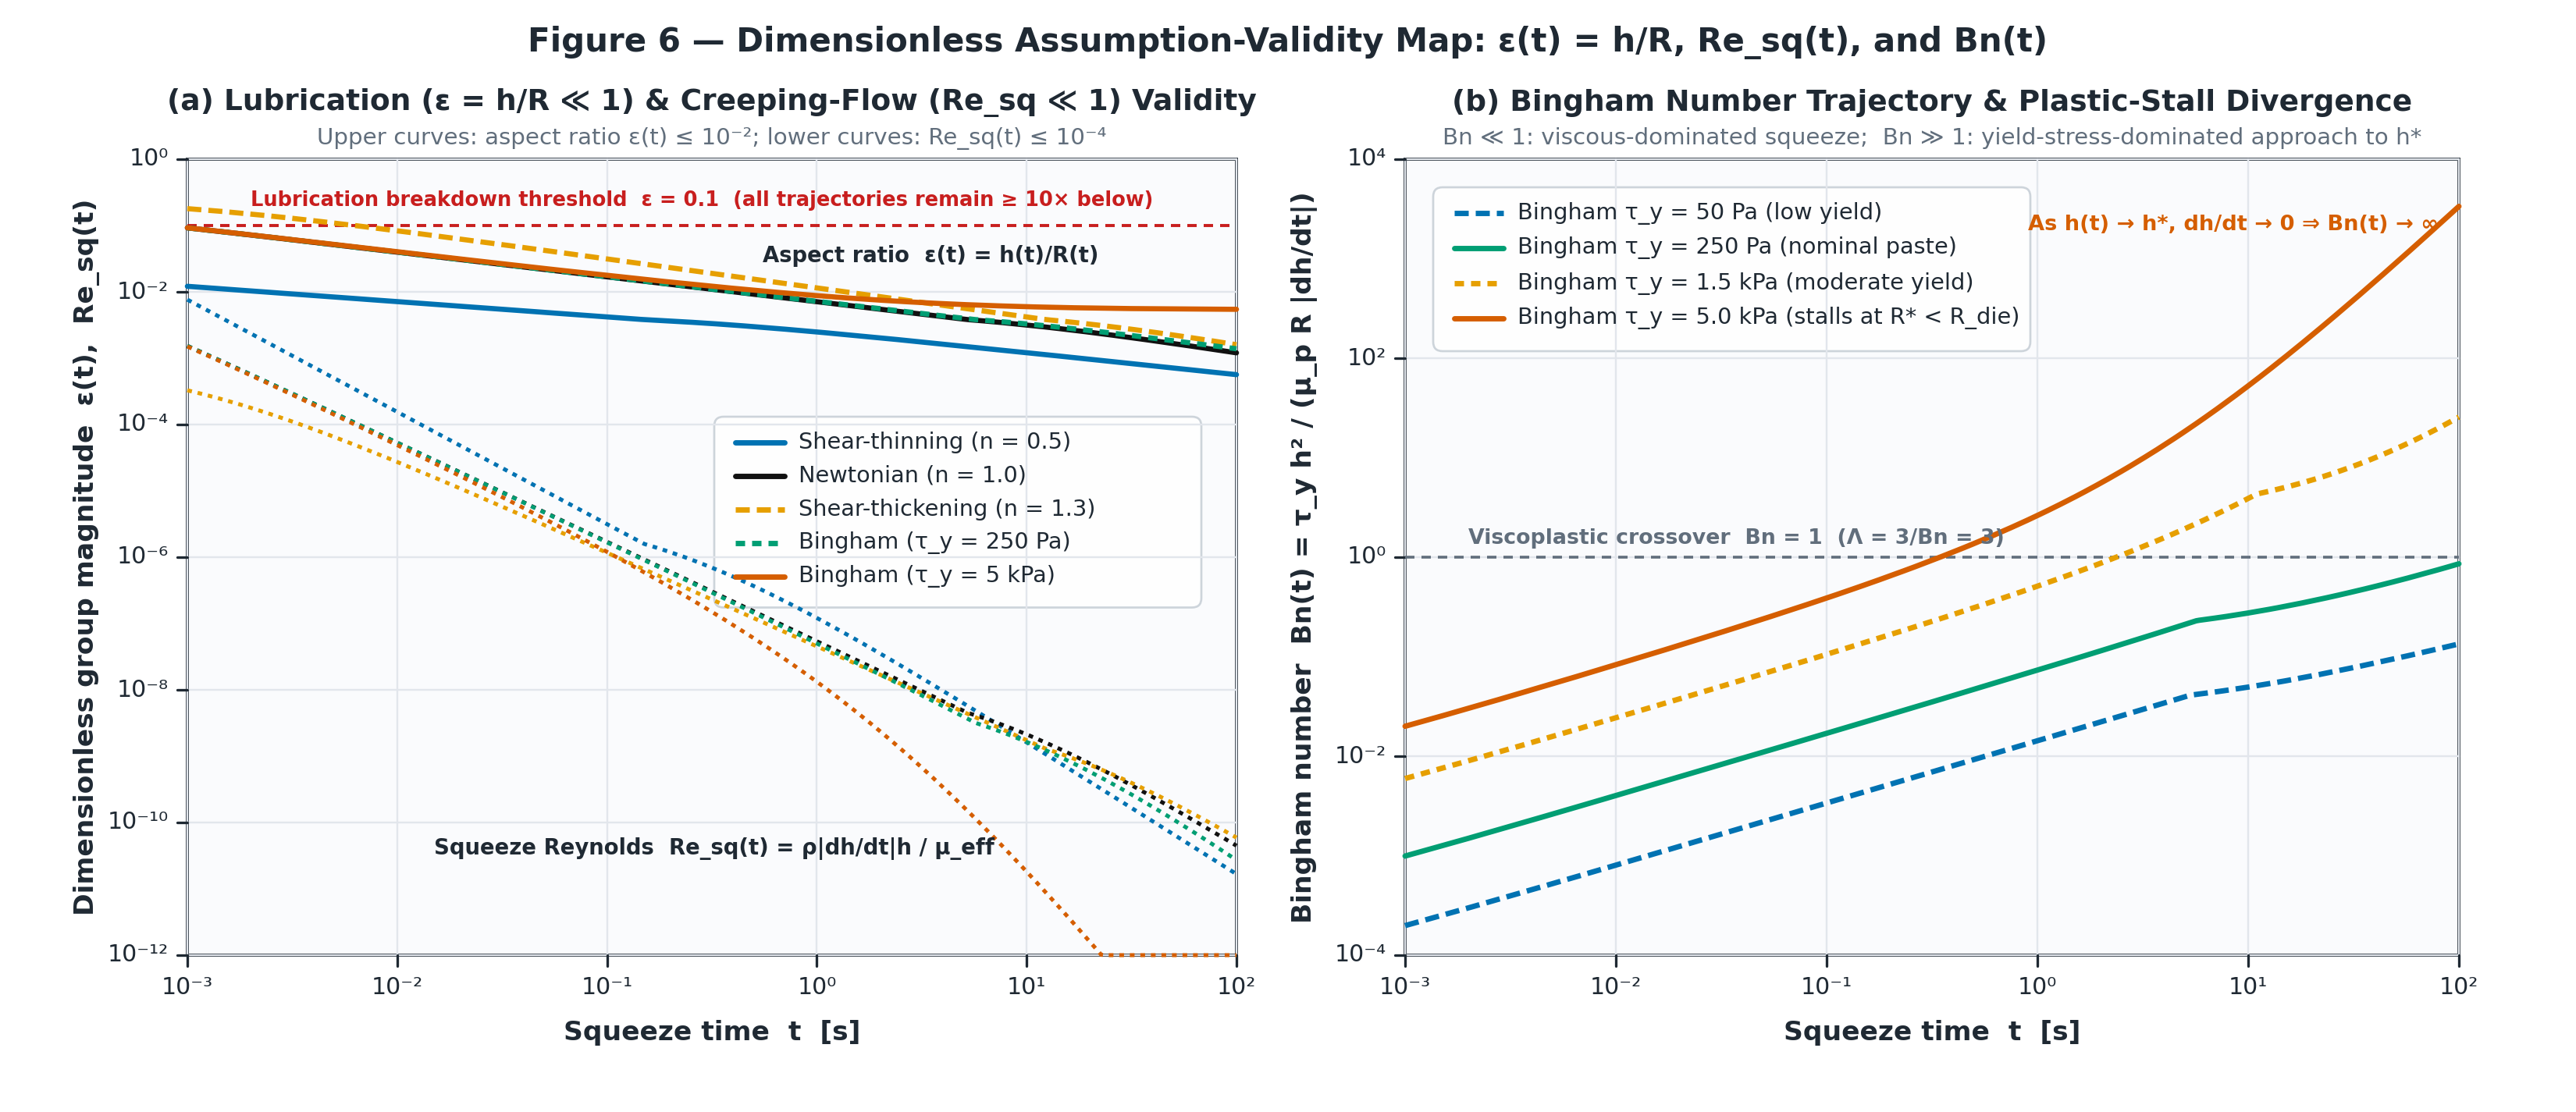 Figure 6 — Dimensionless Assumption-Validity Map: ε(t) = h/R, Re_sq(t), and Bn(t)
(a) Lubrication (ε = h/R ≪ 1) & Creeping-Flow (Re_sq ≪ 1) Validity
Upper curves: aspect ratio ε(t) ≤ 10⁻²; lower curves: Re_sq(t) ≤ 10⁻⁴
Dimensionless group magnitude ε(t), Re_sq(t)
10⁰
10⁻²
10⁻⁴
10⁻⁶
10⁻⁸
10⁻¹⁰
10⁻¹²
Lubrication breakdown threshold ε = 0.1 (all trajectories remain ≥ 10× below)
Aspect ratio ε(t) = h(t)/R(t)
Shear-thinning (n = 0.5)
Newtonian (n = 1.0)
Shear-thickening (n = 1.3)
Bingham (τ_y = 250 Pa)
Bingham (τ_y = 5 kPa)
Squeeze Reynolds Re_sq(t) = ρ|dh/dt|h / μ_eff
10⁻³
10⁻²
10⁻¹
10⁰
10¹
10²
Squeeze time t [s]
(b) Bingham Number Trajectory & Plastic-Stall Divergence
Bn ≪ 1: viscous-dominated squeeze; Bn ≫ 1: yield-stress-dominated approach to h*
Bingham number Bn(t) = τ_y h² / (μ_p R |dh/dt|)
10⁴
10²
10⁰
10⁻²
10⁻⁴
Bingham τ_y = 50 Pa (low yield)
Bingham τ_y = 250 Pa (nominal paste)
Bingham τ_y = 1.5 kPa (moderate yield)
Bingham τ_y = 5.0 kPa (stalls at R* < R_die)
As h(t) → h*, dh/dt → 0 ⇒ Bn(t) → ∞
Viscoplastic crossover Bn = 1 (Λ = 3/Bn = 3)
10⁻³
10⁻²
10⁻¹
10⁰
10¹
10²
Squeeze time t [s]